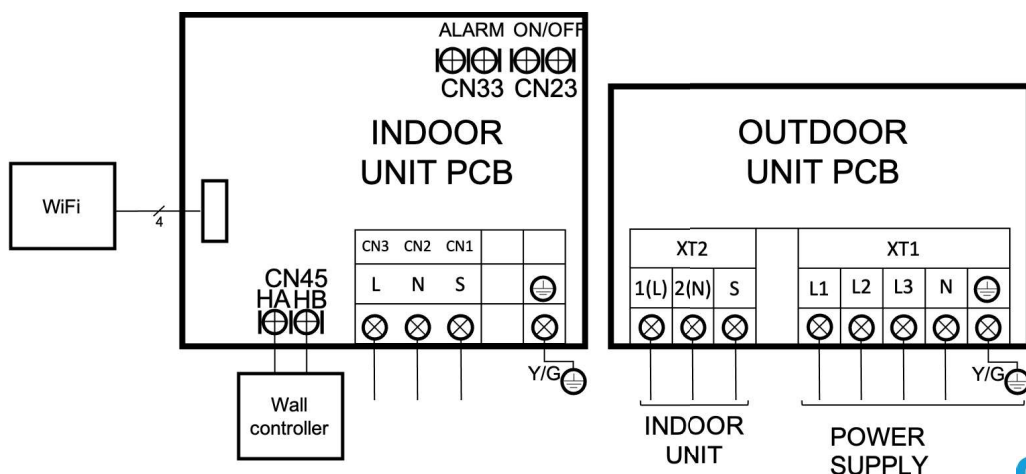 ALARM ON/OFF
CN33 CN23
INDOOR
UNIT PCB
WiFi
4
CN45
HA HB
CN3 CN2 CN1
L N S
Y/G
Wall
controller
OUTDOOR
UNIT PCB
XT2
1(L) 2(N) S
XT1
L1 L2 L3 N
Y/G
INDOOR
UNIT
POWER
SUPPLY